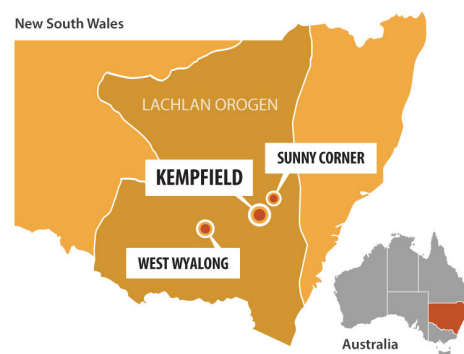 New South Wales
LACHLAN OROGEN
SUNNY CORNER
KEMPFIELD
WEST WYALONG
Australia